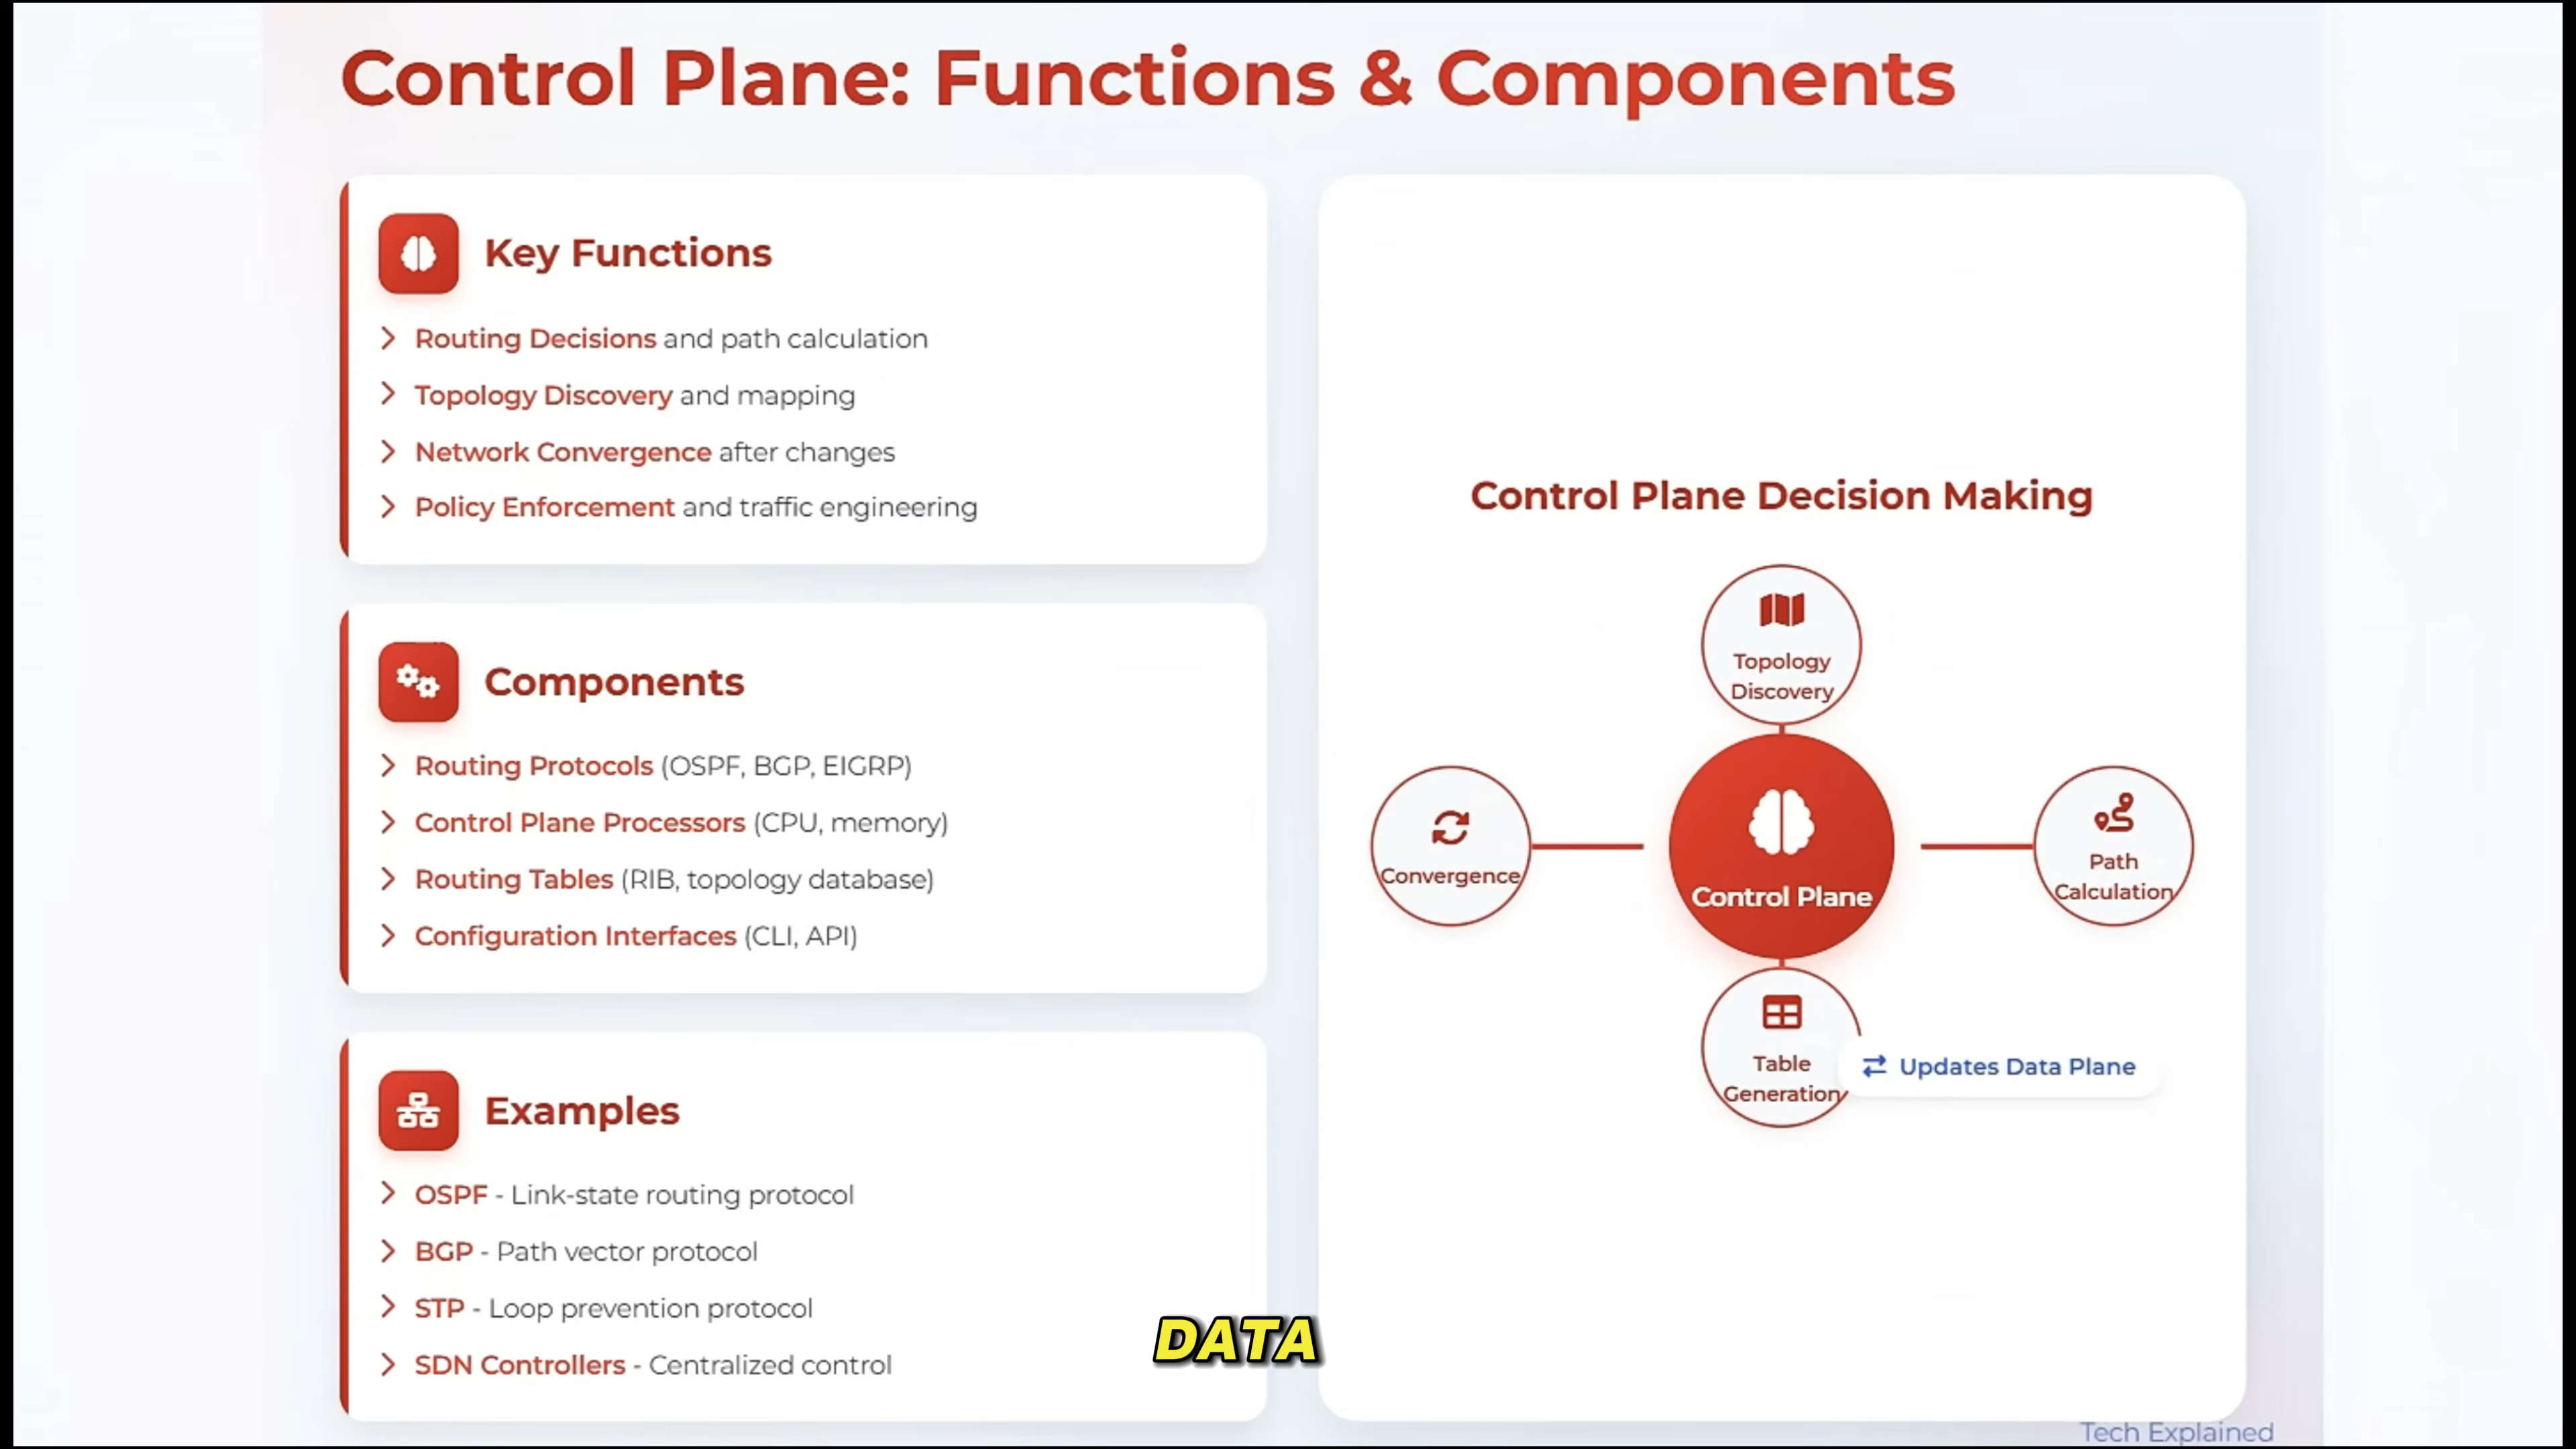 Control Plane: Functions & Components
Key Functions
Routing Decisions and path calculation
Topology Discovery and mapping
Network Convergence after changes
Policy Enforcement and traffic engineering
Components
Routing Protocols (OSPF, BGP, EIGRP)
Control Plane Processors (CPU, memory)
Routing Tables (RIB, topology database)
Configuration Interfaces (CLI, API)
Examples
OSPF - Link-state routing protocol
BGP - Path vector protocol
STP - Loop prevention protocol
SDN Controllers - Centralized control
Control Plane Decision Making
Topology
Discovery
Convergence
Control Plane
Path
Calculation
Table
Generation
Updates Data Plane
DATA
Tech Explained